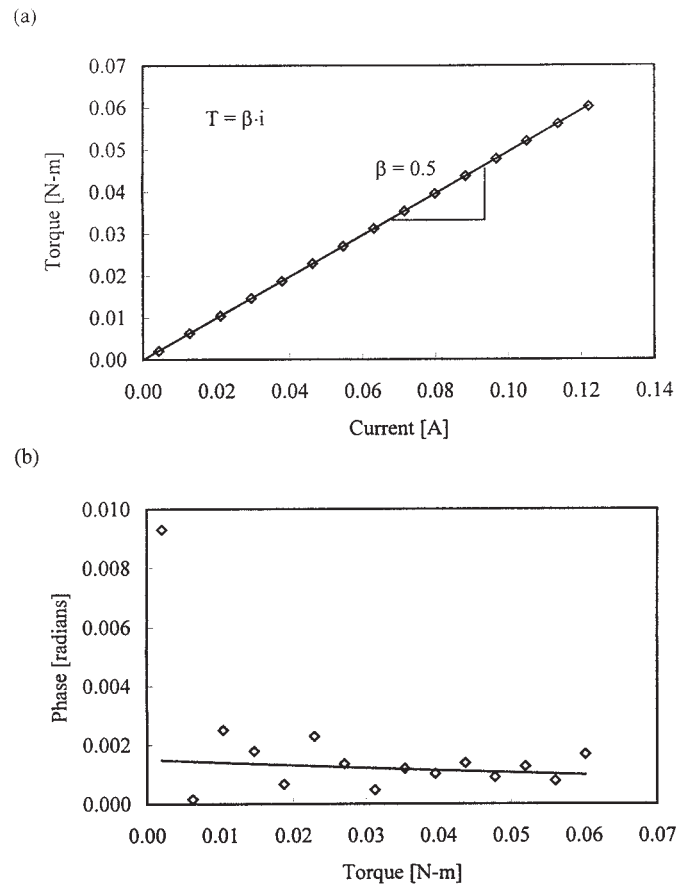 (a)
0.07
0.06
0.05
0.04
0.03
0.02
0.01
0.00
Torque [N-m]
T = β·i
β = 0.5
0.00 0.02 0.04 0.06 0.08 0.10 0.12 0.14
Current [A]
(b)
0.010
0.008
0.006
0.004
0.002
0.000
Phase [radians]
0.00 0.01 0.02 0.03 0.04 0.05 0.06 0.07
Torque [N-m]